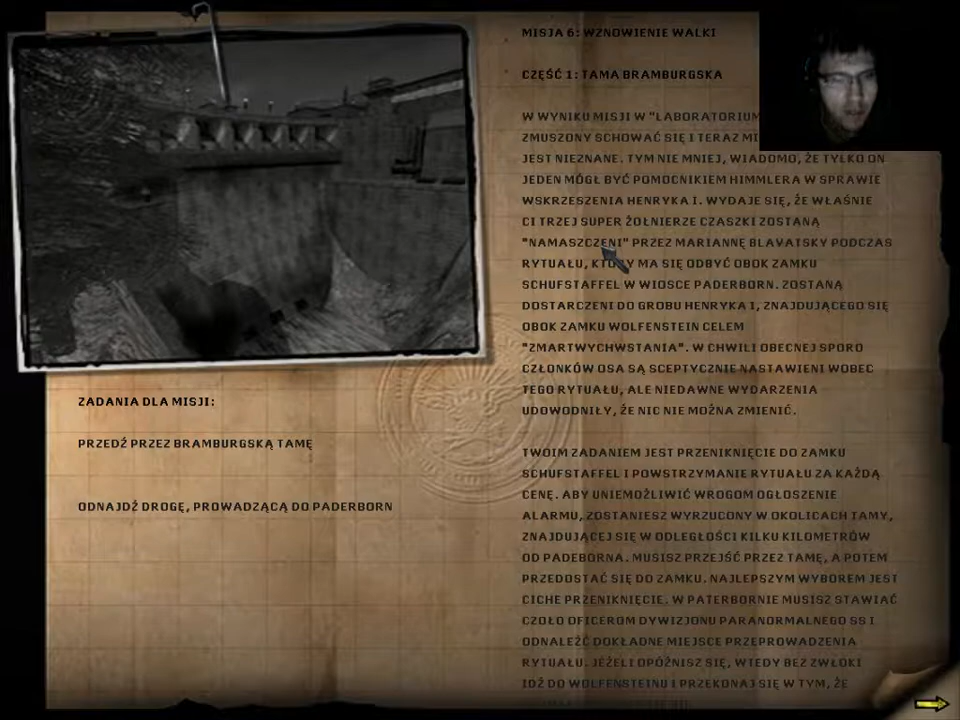 MISJA 6: WZNOWIENIE WALKI
CZĘŚĆ 1: TAMA BRAMBURGSKA
W WYNIKU MISJI W "LABORATORIUM
ZMUSZONY SCHOWAĆ SIĘ I TERAZ
JEST NIEZNANE. TYM NIE MNIEJ, WIADOMO, ŻE TYLKO ON
JEDEN MÓGŁ BYĆ POMOCNIKIEM HIMMLERA W SPRAWIE
WSKRZESZENIA HENRYKA I. WYDAJE SIĘ, ŻE WŁAŚNIE
CI TRZEJ SUPER ŻOŁNIERZE CZASZKI ZOSTANĄ
"NAMASZCZENI" PRZEZ MARIANNĘ BLAVATSKY PODCZAS
RYTUAŁU, KTÓRY MA SIĘ ODBYĆ OBOK ZAMKU
SCHUFSTAFFEL W WIOSCE PADERBORN. ZOSTANĄ
DOSTARCZENI DO GROBU HENRYKA I, ZNAJDUJĄCEGO SIĘ
OBOK ZAMKU WOLFENSTEIN CELEM
"ZMARTWYCHWSTANIA". W CHWILI OBECNEJ SPORO
CZŁONKÓW OSA SĄ SCEPTYCZNIE NASTAWIENI WOBEC
TEGO RYTUAŁU, ALE NIEDAWNE WYDARZENIA
UDOWODNIŁY, ŻE NIC NIE MOŻNA ZMIENIĆ.
TWOIM ZADANIEM JEST PRZENIKNIĘCIE DO ZAMKU
SCHUFSTAFFEL I POWSTRZYMANIE RYTUAŁU ZA KAŻDĄ
CENĘ. ABY UNIEMOŻLIWIĆ WROGOM OGŁOSZENIE
ALARMU, ZOSTANIESZ WYRZUCONY W OKOLICACH TAMY,
ZNAJDUJĄCEJ SIĘ W ODLEGŁOŚCI KILKU KILOMETRÓW
OD PADEBORNA. MUSISZ PRZEJŚĆ PRZEZ TAMĘ, A POTEM
PRZEDOSTAĆ SIĘ DO ZAMKU. NAJLEPSZYM WYBOREM JEST
CICHE PRZENIKNIĘCIE. W PATERBORNIE MUSISZ STAWIAĆ
CZOŁO OFICEROM DYWIZJONU PARANORMALNEGO SS I
ODNALEŹĆ DOKŁADNE MIEJSCE PRZEPROWADZENIA
RYTUAŁU. JEŻELI OPÓŹNISZ SIĘ, WTEDY BEZ ZWŁOKI
IDŹ DO WOLFENSTEINU I PRZEKONAJ SIĘ W TYM, ŻE
ZADANIA DLA MISJI:
PRZEDŹ PRZEZ BRAMBURGSKĄ TAMĘ
ODNAJDŹ DROGĘ, PROWADZĄCĄ DO PADERBORN